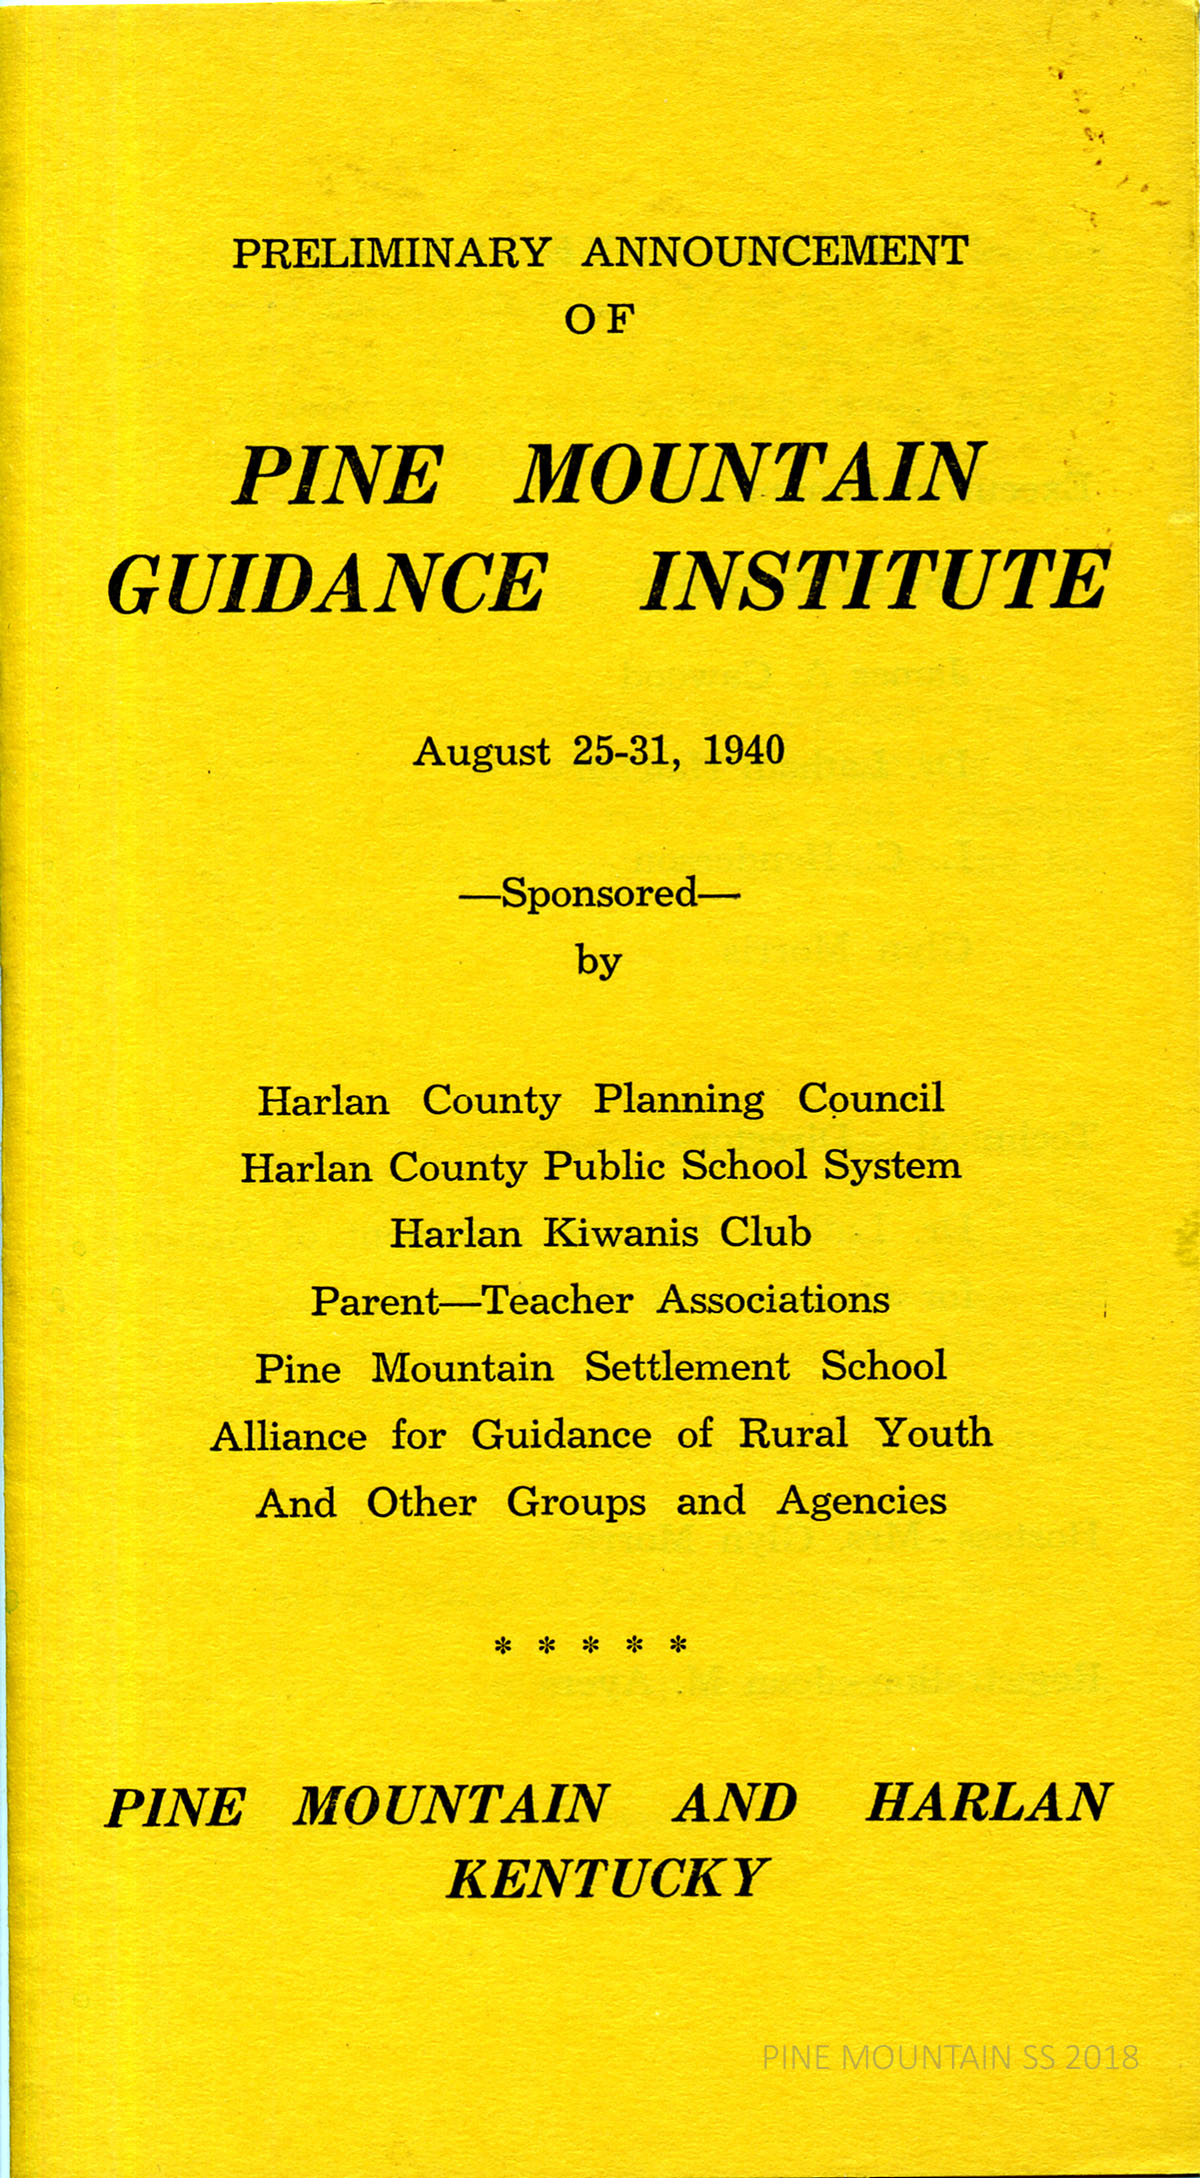 PRELIMINARY ANNOUNCEMENT
OF
PINE MOUNTAIN
GUIDANCE INSTITUTE
August 25-31, 1940
—Sponsored—
by
Harlan County Planning Council
Harlan County Public School System
Harlan Kiwanis Club
Parent—Teacher Associations
Pine Mountain Settlement School
Alliance for Guidance of Rural Youth
And Other Groups and Agencies
* * * * *
PINE MOUNTAIN AND HARLAN
KENTUCKY
PINE MOUNTAIN SS 2018